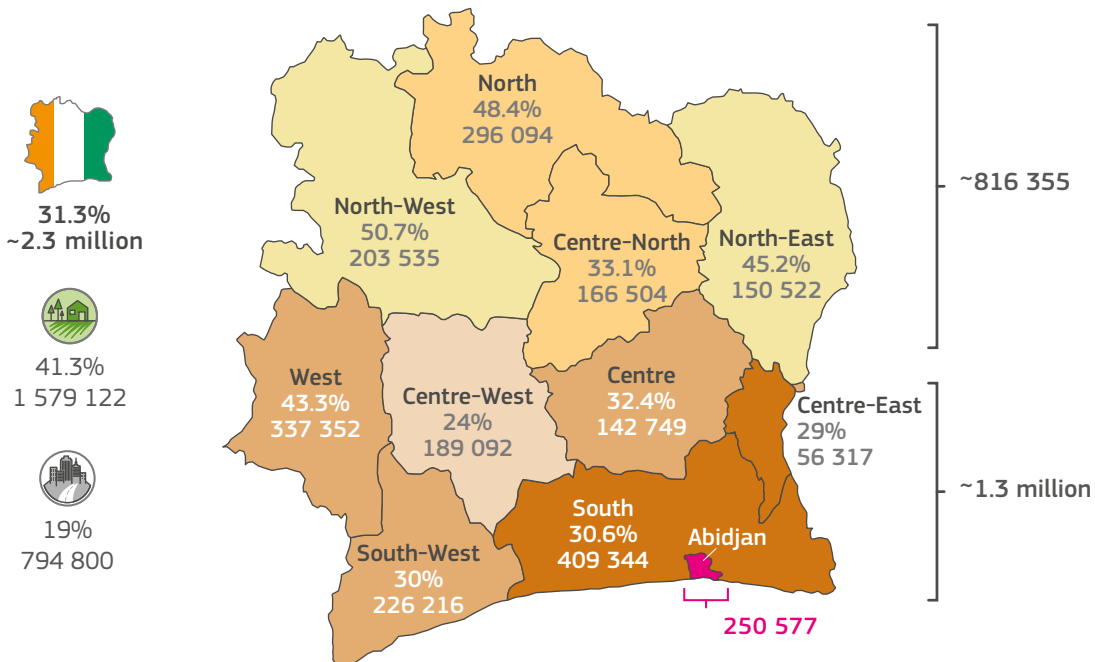 31.3%
~2.3 million
41.3%
1 579 122
19%
794 800
North
48.4%
296 094
North-West
50.7%
203 535
Centre-North
33.1%
166 504
North-East
45.2%
150 522
West
43.3%
337 352
Centre-West
24%
189 092
Centre
32.4%
142 749
Centre-East
29%
56 317
South
30.6%
409 344
Abidjan
South-West
30%
226 216
250 577
~816 355
~1.3 million